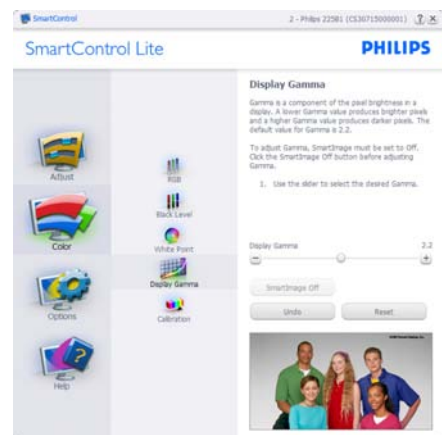 SmartControl
2 - Philips 225B1 (CS30715000001)
SmartControl Lite
PHILIPS
Adjust
Color
Options
Help
RGB
Black Level
White Point
Display Gamma
Calibration
Display Gamma
Gamma is a component of the pixel brightness in a
display. A lower Gamma value produces brighter pixels
and a higher Gamma value produces darker pixels. The
default value for Gamma is 2.2.
To adjust Gamma, SmartImage must be set to Off.
Click the SmartImage Off button before adjusting
Gamma.
1. Use the slider to select the desired Gamma.
Display Gamma
2.2
SmartImage Off
Undo
Reset